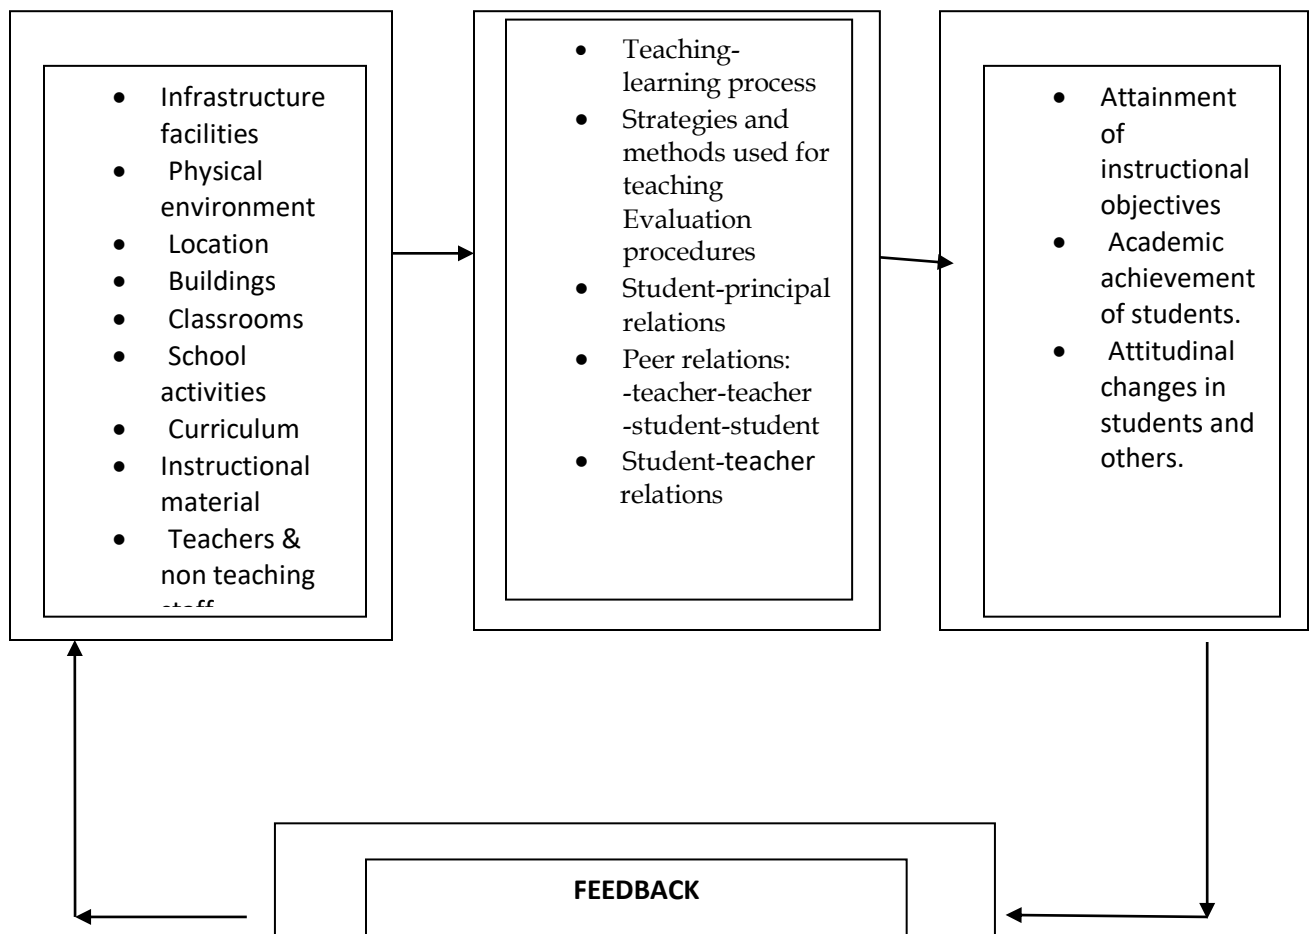 • Infrastructure
facilities
• Physical
environment
• Location
• Buildings
• Classrooms
• School
activities
• Curriculum
• Instructional
material
• Teachers &
non teaching
• Teaching-
learning process
• Strategies and
methods used for
teaching
Evaluation
procedures
• Student-principal
relations
• Peer relations:
-teacher-teacher
-student-student
• Student-teacher
relations
• Attainment
of
instructional
objectives
• Academic
achievement
of students.
• Attitudinal
changes in
students and
others.
FEEDBACK